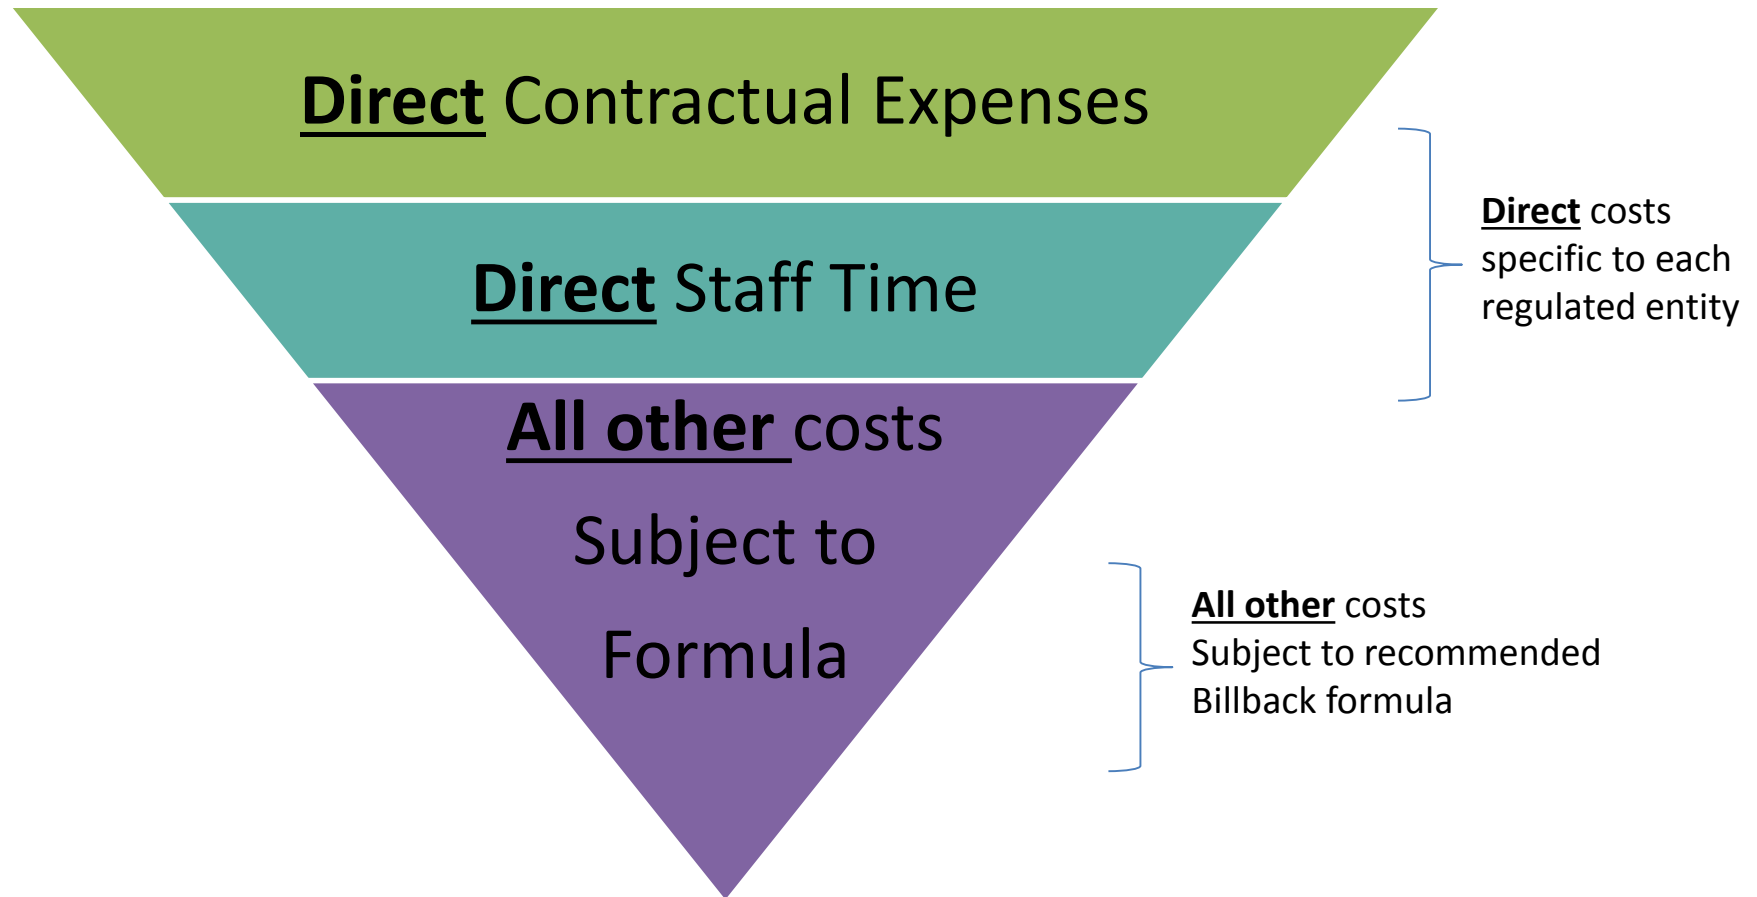 Direct Contractual Expenses
Direct Staff Time
All other costs
Subject to
Formula
Direct costs
specific to each
regulated entity
All other costs
Subject to recommended
Billback formula